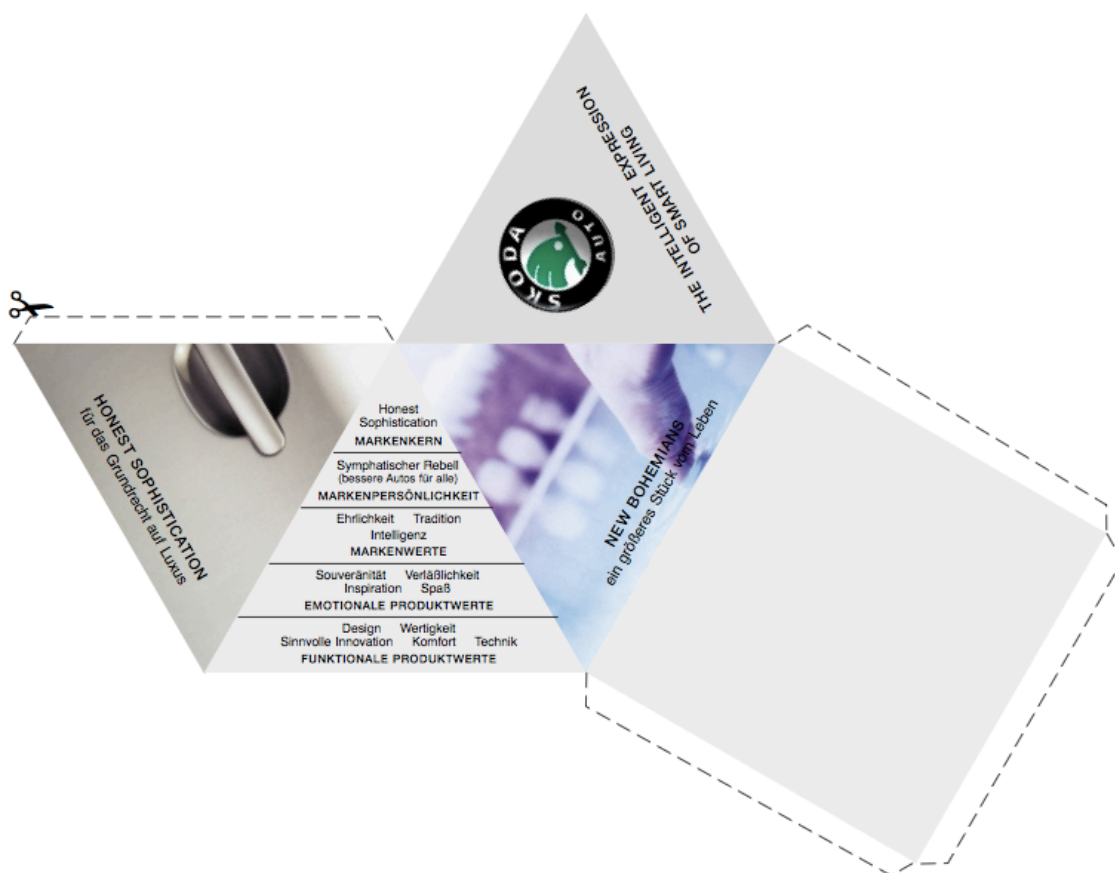 THE INTELLIGENT EXPRESSION
OF SMART LIVING
SKODA
AUTO
HONEST SOPHISTICATION
für das Grundrecht auf Luxus
Honest
Sophistication
MARKENKERN
Symphatischer Rebell
(bessere Autos für alle)
MARKENPERSÖNLICHKEIT
Ehrlichkeit Tradition
Intelligenz
MARKENWERTE
Souveränität Verläßlichkeit
Inspiration Spaß
EMOTIONALE PRODUKTWERTE
Design Wertigkeit
Sinnvolle Innovation Komfort Technik
FUNKTIONALE PRODUKTWERTE
NEW BOHEMIANS
ein größeres Stück vom Leben